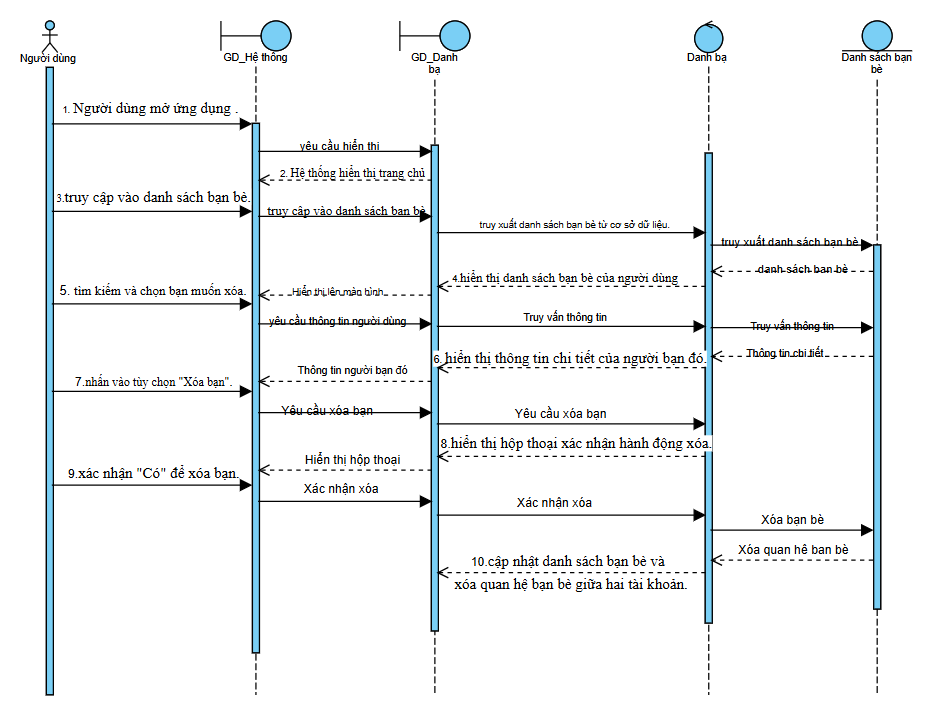 Người dùng
GD_Hệ thống
GD_Danh
bạ
Danh bạ
Danh sách bạn
bè
1. Người dùng mở ứng dụng .
yêu cầu hiển thị
2. Hệ thống hiển thị trang chủ
3.truy cập vào danh sách bạn bè.
truy cập vào danh sách bạn bè
truy xuất danh sách bạn bè từ cơ sở dữ liệu.
truy xuất danh sách bạn bè
danh sách bạn bè
4.hiển thị danh sách bạn bè của người dùng
Hiển thị lên màn hình
5. tìm kiếm và chọn bạn muốn xóa.
yêu cầu thông tin người dùng
Truy vấn thông tin
Truy vấn thông tin
Thông tin chi tiết
6.hiển thị thông tin chi tiết của người bạn đó.
Thông tin người bạn đó
7.nhấn vào tùy chọn "Xóa bạn".
Yêu cầu xóa bạn
Yêu cầu xóa bạn
8.hiển thị hộp thoại xác nhận hành động xóa.
Hiển thị hộp thoại
9.xác nhận "Có" để xóa bạn.
Xác nhận xóa
Xác nhận xóa
Xóa bạn bè
Xóa quan hệ bạn bè
10.cập nhật danh sách bạn bè và
xóa quan hệ bạn bè giữa hai tài khoản.